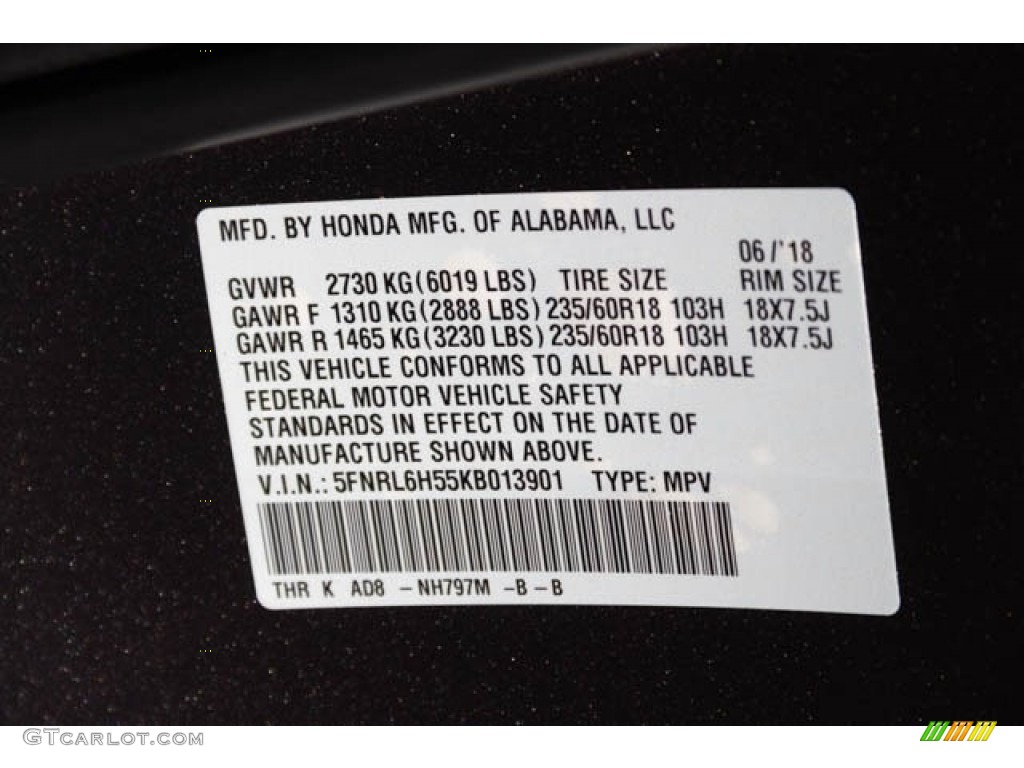 MFD. BY HONDA MFG. OF ALABAMA, LLC
06/'18
GVWR 2730 KG(6019 LBS) TIRE SIZE RIM SIZE
GAWR F 1310 KG(2888 LBS) 235/60R18 103H 18X7.5J
GAWR R 1465 KG(3230 LBS) 235/60R18 103H 18X7.5J
THIS VEHICLE CONFORMS TO ALL APPLICABLE
FEDERAL MOTOR VEHICLE SAFETY
STANDARDS IN EFFECT ON THE DATE OF
MANUFACTURE SHOWN ABOVE.
V.I.N.: 5FNRL6H55KB013901 TYPE: MPV
THR K AD8 - NH797M -B - B
GTCarlot.com